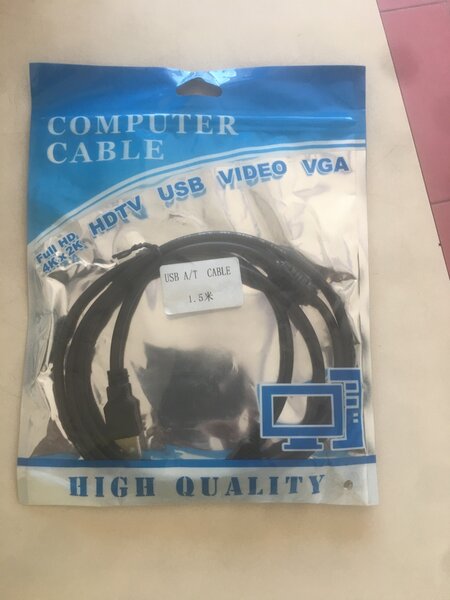 COMPUTER
CABLE
Full HD HDTV USB VIDEO VGA
4K×2K
USB A/T CABLE
1.5米
HIGH QUALITY